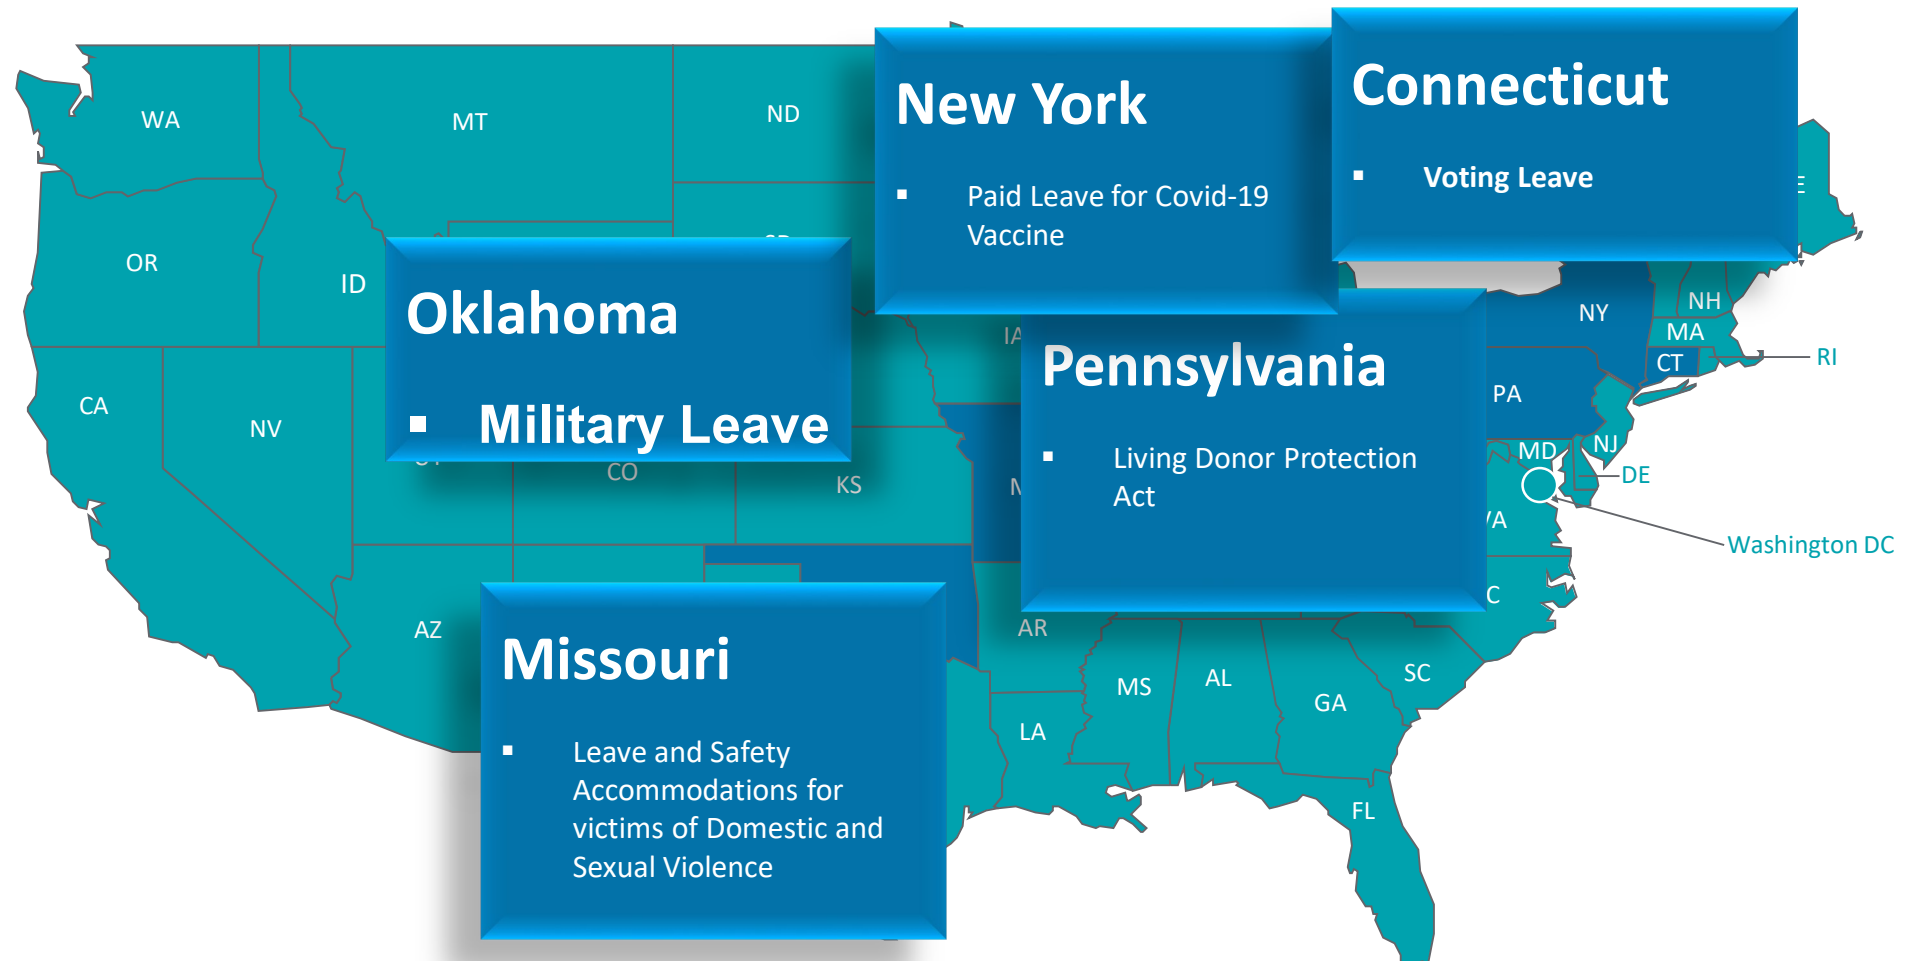 New York
▪ Paid Leave for Covid-19
Vaccine
Connecticut
▪ Voting Leave
Oklahoma
▪ Military Leave
Pennsylvania
▪ Living Donor Protection
Act
Missouri
▪ Leave and Safety
Accommodations for
victims of Domestic and
Sexual Violence
WA
MT
ND
OR
ID
CA
NV
CO
KS
IA
AZ
AR
MS
AL
GA
SC
LA
FL
NY
NH
MA
CT
RI
PA
NJ
MD
DE
VA
Washington DC